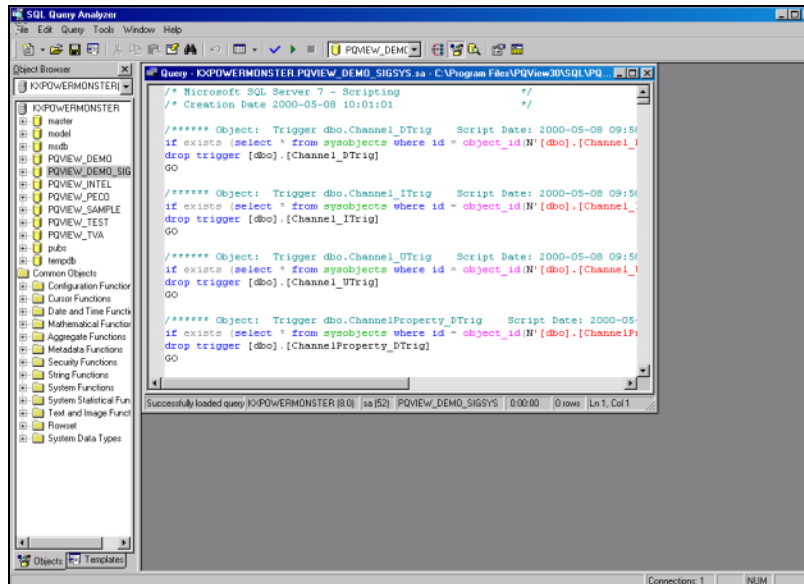 SQL Query Analyzer
File Edit Query Tools Window Help
PQVIEW_DEMO
Object Browser
KXPOWERMONSTER(
KXPOWERMONSTER
master
model
msdb
PQVIEW_DEMO
PQVIEW_DEMO_SIG
PQVIEW_INTEL
PQVIEW_PECO
PQVIEW_SAMPLE
PQVIEW_TEST
PQVIEW_TVA
pubs
tempdb
Common Objects
Configuration Function
Cursor Functions
Date and Time Functi
Mathematical Function
Aggregate Functions
Metadata Functions
Security Functions
String Functions
System Functions
System Statistical Fun
Text and Image Funct
Rowset
System Data Types
Objects Templates
Query - KXPOWERMONSTER.PQVIEW_DEMO_SIGSYS.sa - C:\Program Files\PQView30\SQL\PQ...
/* Microsoft SQL Server 7 - Scripting */
/* Creation Date 2000-05-08 10:01:01 */
/****** Object: Trigger dbo.Channel_DTrig Script Date: 2000-05-08 09:58
if exists (select * from sysobjects where id = object_id(N'[dbo].[Channel_D
drop trigger [dbo].[Channel_DTrig]
GO
/****** Object: Trigger dbo.Channel_ITrig Script Date: 2000-05-08 09:58
if exists (select * from sysobjects where id = object_id(N'[dbo].[Channel_I
drop trigger [dbo].[Channel_ITrig]
GO
/****** Object: Trigger dbo.Channel_UTrig Script Date: 2000-05-08 09:58
if exists (select * from sysobjects where id = object_id(N'[dbo].[Channel_U
drop trigger [dbo].[Channel_UTrig]
GO
/****** Object: Trigger dbo.ChannelProperty_DTrig Script Date: 2000-05-
if exists (select * from sysobjects where id = object_id(N'[dbo].[ChannelPr
drop trigger [dbo].[ChannelProperty_DTrig]
GO
Successfully loaded query KXPOWERMONSTER (8.0) sa (52) PQVIEW_DEMO_SIGSYS 0:00:00 0 rows Ln 1, Col 1
Connections: 1 NUM